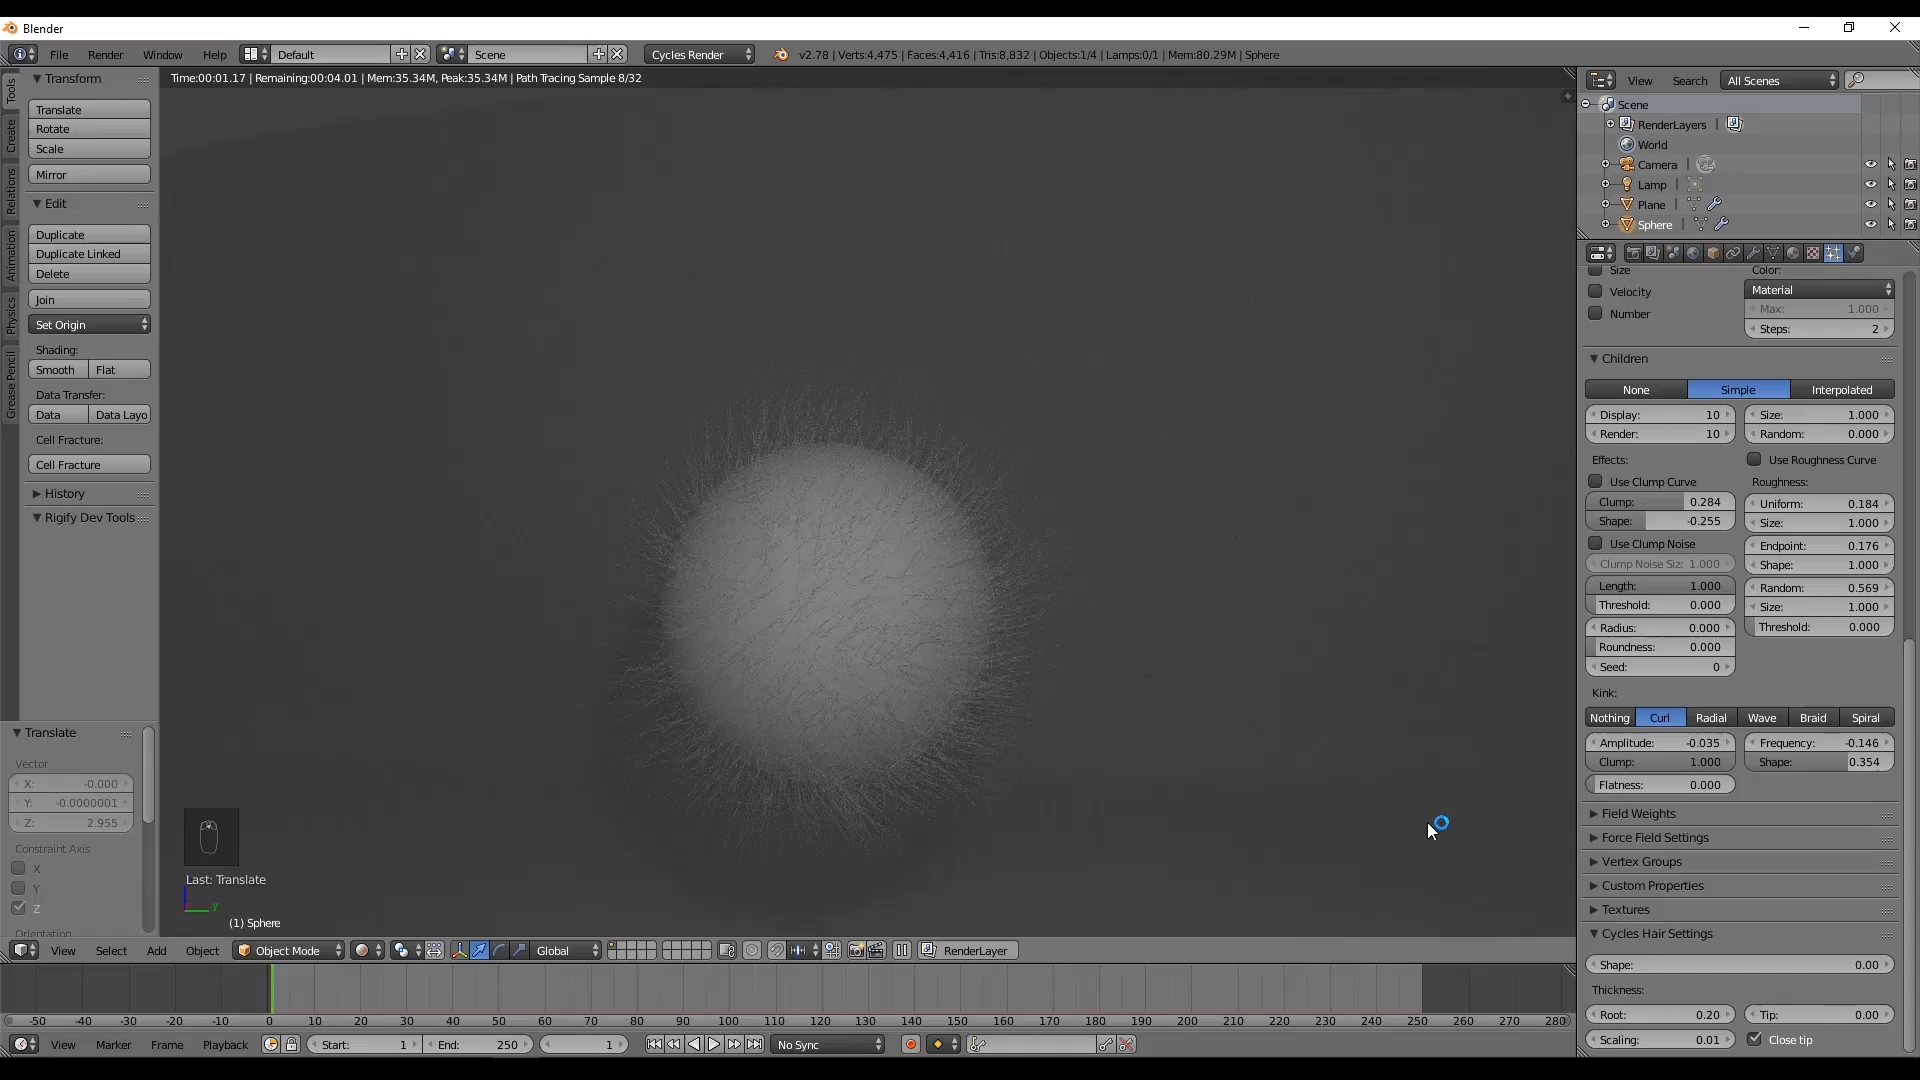 Blender
File Render Window Help Default Scene Cycles Render v2.78 | Verts:4,475 | Faces:4,416 | Tris:8,832 | Objects:1/4 | Lamps:0/1 | Mem:80.29M | Sphere
Time:00:01.17 | Remaining:00:04.01 | Mem:35.34M, Peak:35.34M | Path Tracing Sample 8/32
Tools
Create
Relations
Animation
Physics
Grease Pencil
Transform
Translate
Rotate
Scale
Mirror
Edit
Duplicate
Duplicate Linked
Delete
Join
Set Origin
Shading:
Smooth Flat
Data Transfer:
Data Data Layo
Cell Fracture:
Cell Fracture
History
Rigify Dev Tools
Translate
Vector
X: -0.000
Y: -0.0000001
Z: 2.955
Constraint Axis
X
Y
Z
Orientation
Last: Translate
y
(1) Sphere
View Search All Scenes
Scene
RenderLayers |
World
Camera |
Lamp |
Plane |
Sphere |
Size Color:
Velocity Material
Max: 1.000
Number
Steps: 2
Children
None Simple Interpolated
Display: 10 Size: 1.000
Render: 10 Random: 0.000
Effects: Use Roughness Curve
Use Clump Curve Roughness:
Clump: 0.284 Uniform: 0.184
Shape: -0.255 Size: 1.000
Use Clump Noise Endpoint: 0.176
Clump Noise Siz: 1.000 Shape: 1.000
Length: 1.000 Random: 0.569
Threshold: 0.000 Size: 1.000
Radius: 0.000 Threshold: 0.000
Roundness: 0.000
Seed: 0
Kink:
Nothing Curl Radial Wave Braid Spiral
Amplitude: -0.035 Frequency: -0.146
Clump: 1.000 Shape: 0.354
Flatness: 0.000
Field Weights
Force Field Settings
Vertex Groups
Custom Properties
Textures
Cycles Hair Settings
Shape: 0.00
Thickness:
Root: 0.20 Tip: 0.00
Scaling: 0.01 Close tip
View Select Add Object Object Mode Global RenderLayer
-50 -40 -30 -20 -10 0 10 20 30 40 50 60 70 80 90 100 110 120 130 140 150 160 170 180 190 200 210 220 230 240 250 260 270 280
View Marker Frame Playback Start: 1 End: 250 1 No Sync